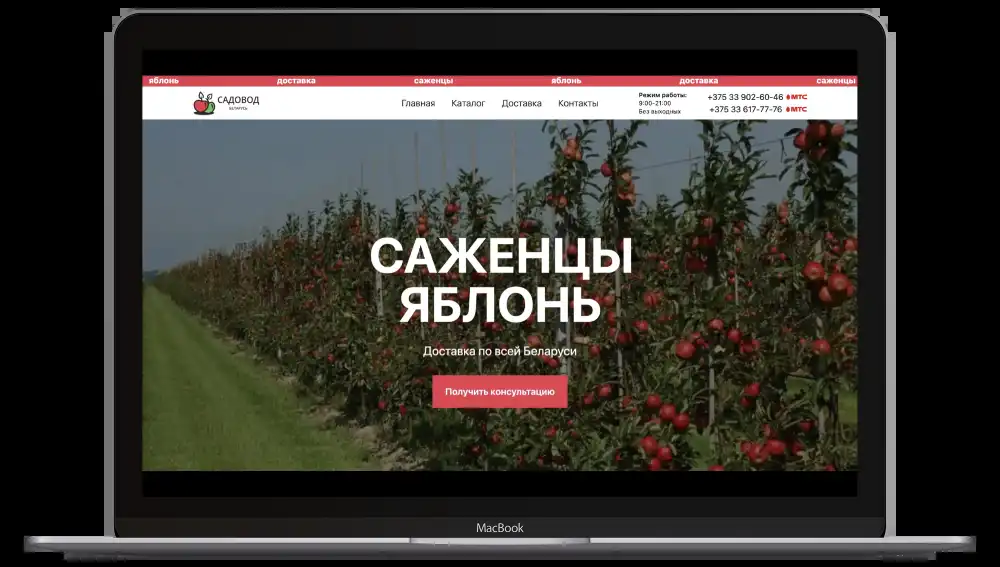 яблонь доставка саженцы яблонь доставка саженцы
САДОВОД
БЕЛАРУСЬ
Главная Каталог Доставка Контакты
Режим работы:
9:00-21:00
Без выходных
+375 33 902-60-46 МТС
+375 33 617-77-76 МТС
САЖЕНЦЫ
ЯБЛОНЬ
Доставка по всей Беларуси
Получить консультацию
MacBook